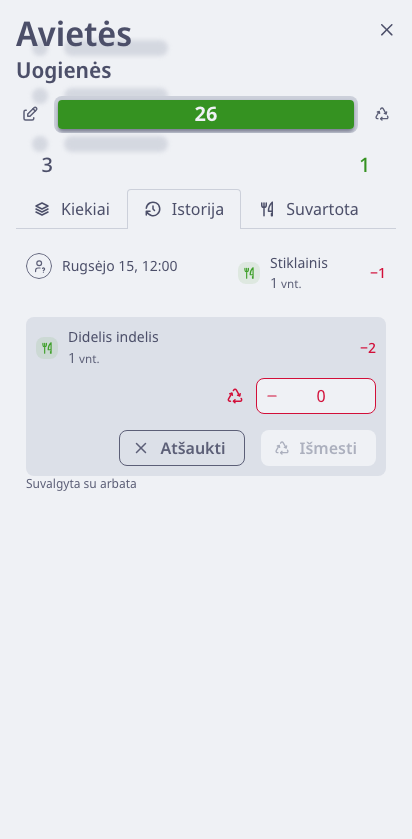 Avietės
Uogienės
26
3
1
Kiekiai
Istorija
Suvartota
Rugsėjo 15, 12:00
Stiklainis
1 vnt.
−1
Didelis indelis
1 vnt.
−2
− 0
Atšaukti
Išmesti
Suvalgyta su arbata